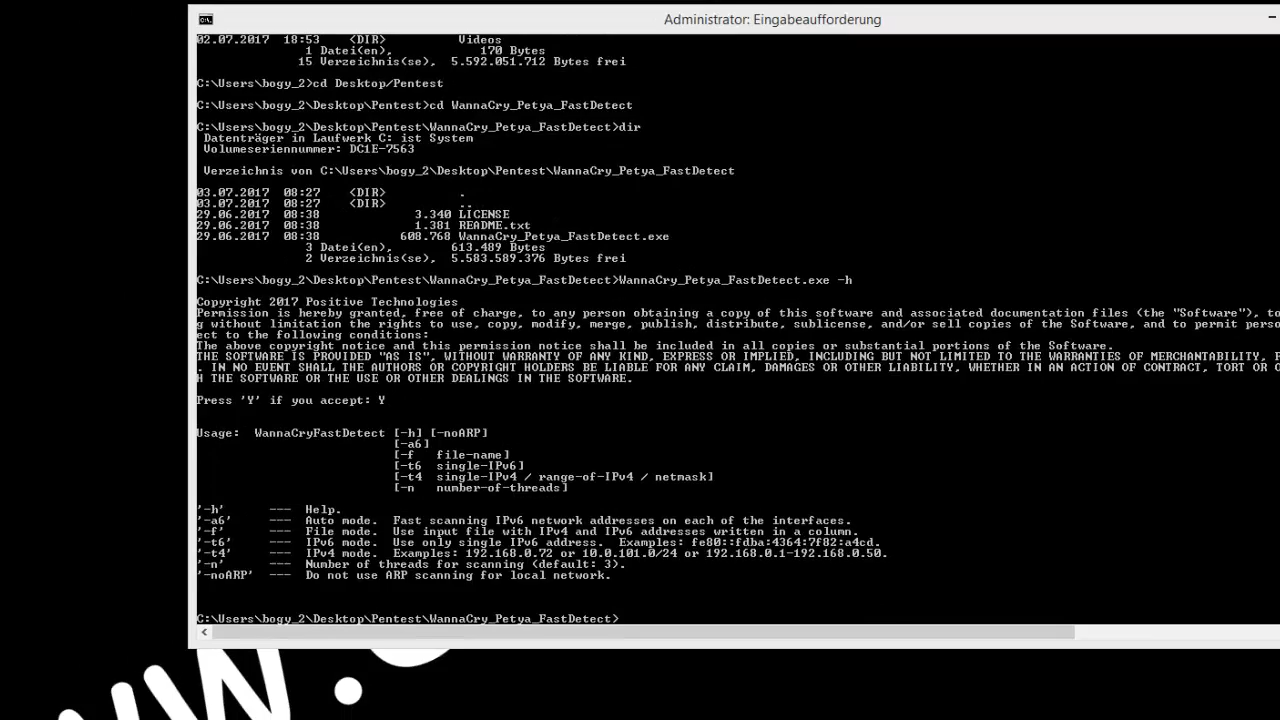 Administrator: Eingabeaufforderung
02.07.2017  18:53    <DIR>          Videos
               1 Datei(en),            170 Bytes
              15 Verzeichnis(se),  5.592.051.712 Bytes frei
C:\Users\bogy_2>cd Desktop/Pentest
C:\Users\bogy_2\Desktop\Pentest>cd WannaCry_Petya_FastDetect
C:\Users\bogy_2\Desktop\Pentest\WannaCry_Petya_FastDetect>dir
 Datenträger in Laufwerk C: ist System
 Volumeseriennummer: DC1E-7563
 Verzeichnis von C:\Users\bogy_2\Desktop\Pentest\WannaCry_Petya_FastDetect
03.07.2017  08:27    <DIR>          .
03.07.2017  08:27    <DIR>          ..
29.06.2017  08:38             3.340 LICENSE
29.06.2017  08:38             1.381 README.txt
29.06.2017  08:38           608.768 WannaCry_Petya_FastDetect.exe
               3 Datei(en),        613.489 Bytes
               2 Verzeichnis(se),  5.583.589.376 Bytes frei
C:\Users\bogy_2\Desktop\Pentest\WannaCry_Petya_FastDetect>WannaCry_Petya_FastDetect.exe -h
Copyright 2017 Positive Technologies
Permission is hereby granted, free of charge, to any person obtaining a copy of this software and associated documentation files (the "Software"), to
g without limitation the rights to use, copy, modify, merge, publish, distribute, sublicense, and/or sell copies of the Software, and to permit perso
ect to the following conditions:
The above copyright notice and this permission notice shall be included in all copies or substantial portions of the Software.
THE SOFTWARE IS PROVIDED "AS IS", WITHOUT WARRANTY OF ANY KIND, EXPRESS OR IMPLIED, INCLUDING BUT NOT LIMITED TO THE WARRANTIES OF MERCHANTABILITY, F
. IN NO EVENT SHALL THE AUTHORS OR COPYRIGHT HOLDERS BE LIABLE FOR ANY CLAIM, DAMAGES OR OTHER LIABILITY, WHETHER IN AN ACTION OF CONTRACT, TORT OR O
H THE SOFTWARE OR THE USE OR OTHER DEALINGS IN THE SOFTWARE.
Press 'Y' if you accept: Y
Usage:  WannaCryFastDetect [-h] [-noARP]
                           [-a6]
                           [-f   file-name]
                           [-t6  single-IPv6]
                           [-t4  single-IPv4 / range-of-IPv4 / netmask]
                           [-n   number-of-threads]
'-h'      ---  Help.
'-a6'     ---  Auto mode.  Fast scanning IPv6 network addresses on each of the interfaces.
'-f'      ---  File mode.  Use input file with IPv4 and IPv6 addresses written in a column.
'-t6'     ---  IPv6 mode.  Use only single IPv6 address.  Examples: fe80::fdba:4364:7f82:a4cd.
'-t4'     ---  IPv4 mode.  Examples: 192.168.0.72 or 10.0.101.0/24 or 192.168.0.1-192.168.0.50.
'-n'      ---  Number of threads for scanning (default: 3).
'-noARP'  ---  Do not use ARP scanning for local network.
C:\Users\bogy_2\Desktop\Pentest\WannaCry_Petya_FastDetect>